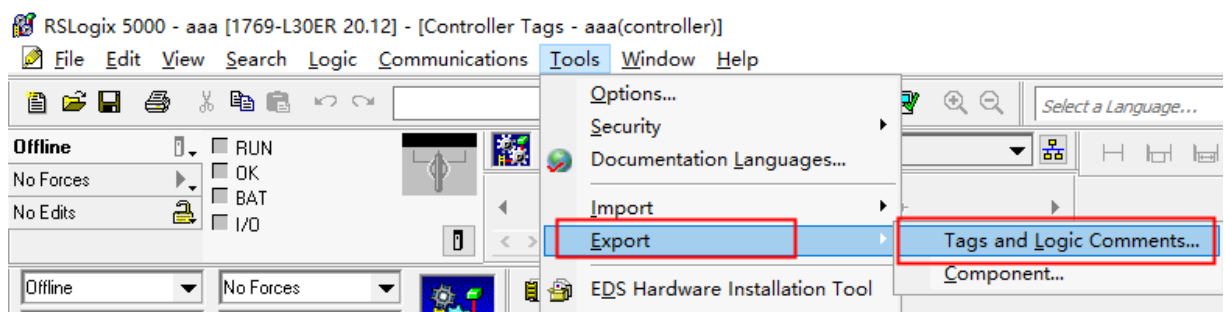 RSLogix 5000 - aaa [1769-L30ER 20.12] - [Controller Tags - aaa(controller)]
File Edit View Search Logic Communications Tools Window Help
Options...
Select a Language...
Security
Offline
RUN
Documentation Languages...
No Forces
OK
BAT
Import
No Edits
I/O
Export
Tags and Logic Comments...
Component...
Offline
No Forces
EDS Hardware Installation Tool